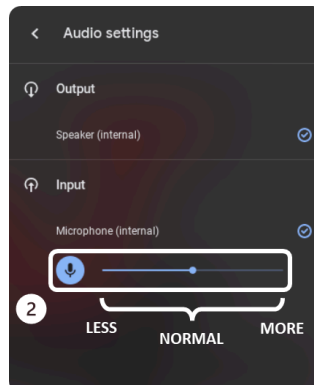 Audio settings
Output
Speaker (internal)
Input
Microphone (internal)
2
LESS
NORMAL
MORE